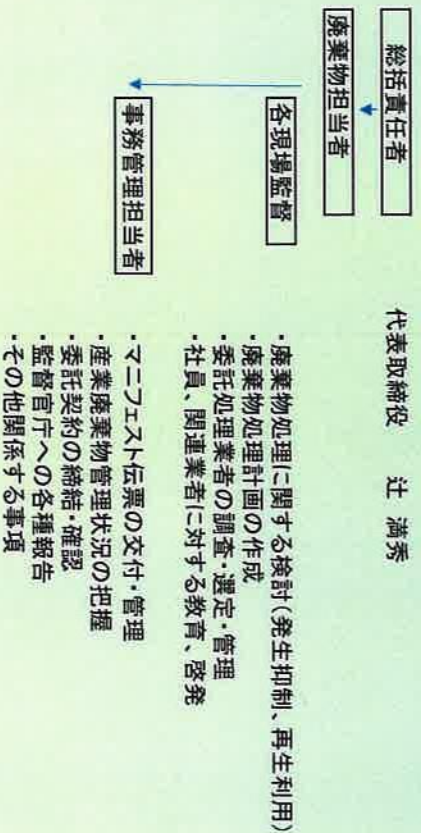 総括責任者
代表取締役 辻 満秀
廃棄物担当者
各現場監督
・廃棄物処理に関する検討(発生抑制、再生利用)
・廃棄物処理計画の作成
・委託処理業者の調査・選定・管理
・社員、関連業者に対する教育、啓発
事務管理担当者
・マニフェスト伝票の交付・管理
・産業廃棄物管理状況の把握
・委託契約の締結・確認
・監督官庁への各種報告
・その他関係する事項